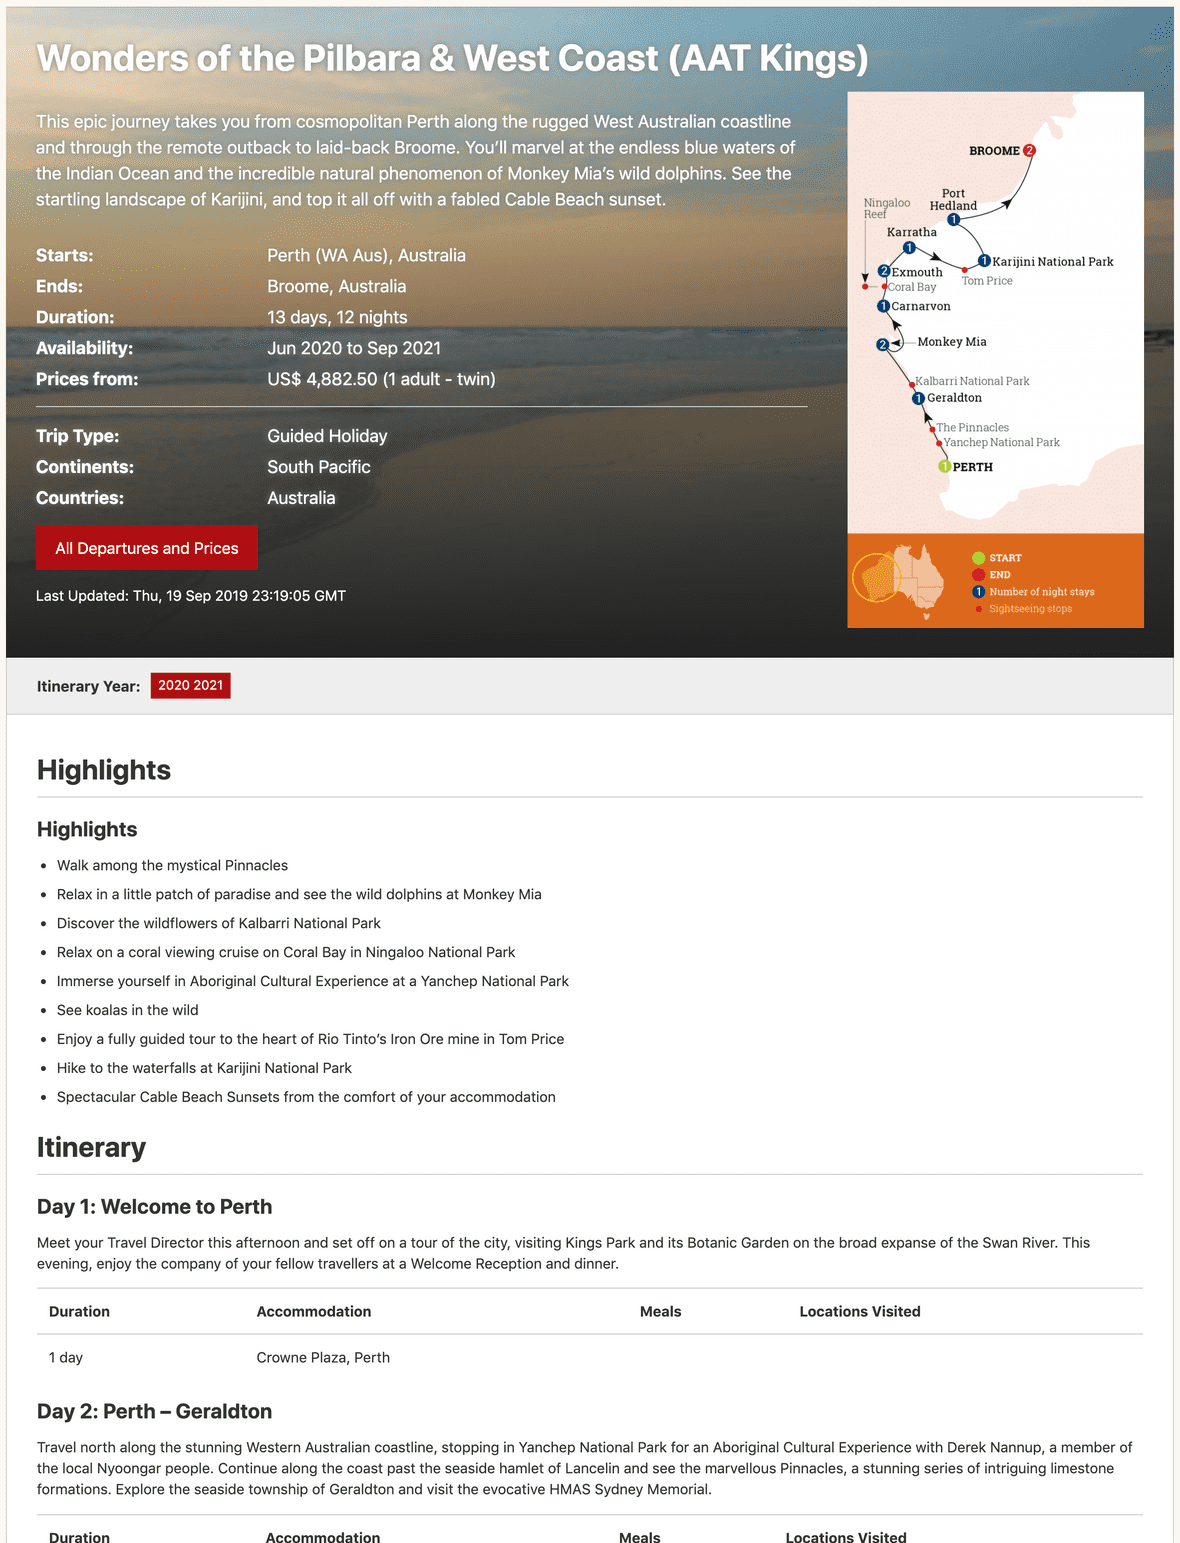 Wonders of the Pilbara & West Coast (AAT Kings)
This epic journey takes you from cosmopolitan Perth along the rugged West Australian coastline
and through the remote outback to laid-back Broome. You’ll marvel at the endless blue waters of
the Indian Ocean and the incredible natural phenomenon of Monkey Mia’s wild dolphins. See the
startling landscape of Karijini, and top it all off with a fabled Cable Beach sunset.
Starts: Perth (WA Aus), Australia
Ends: Broome, Australia
Duration: 13 days, 12 nights
Availability: Jun 2020 to Sep 2021
Prices from: US$ 4,882.50 (1 adult - twin)
Trip Type: Guided Holiday
Continents: South Pacific
Countries: Australia
All Departures and Prices
Last Updated: Thu, 19 Sep 2019 23:19:05 GMT
BROOME 2
Port
Hedland
1
Ningaloo
Reef
Karratha
1
1 Karijini National Park
2 Exmouth
Tom Price
Coral Bay
1 Carnarvon
2 Monkey Mia
Kalbarri National Park
1 Geraldton
The Pinnacles
Yanchep National Park
1 PERTH
START
END
1 Number of night stays
Sightseeing stops
Itinerary Year: 2020 2021
Highlights
Highlights
• Walk among the mystical Pinnacles
• Relax in a little patch of paradise and see the wild dolphins at Monkey Mia
• Discover the wildflowers of Kalbarri National Park
• Relax on a coral viewing cruise on Coral Bay in Ningaloo National Park
• Immerse yourself in Aboriginal Cultural Experience at a Yanchep National Park
• See koalas in the wild
• Enjoy a fully guided tour to the heart of Rio Tinto’s Iron Ore mine in Tom Price
• Hike to the waterfalls at Karijini National Park
• Spectacular Cable Beach Sunsets from the comfort of your accommodation
Itinerary
Day 1: Welcome to Perth
Meet your Travel Director this afternoon and set off on a tour of the city, visiting Kings Park and its Botanic Garden on the broad expanse of the Swan River. This
evening, enjoy the company of your fellow travellers at a Welcome Reception and dinner.
Duration Accommodation Meals Locations Visited
1 day Crowne Plaza, Perth
Day 2: Perth – Geraldton
Travel north along the stunning Western Australian coastline, stopping in Yanchep National Park for an Aboriginal Cultural Experience with Derek Nannup, a member of
the local Nyoongar people. Continue along the coast past the seaside hamlet of Lancelin and see the marvellous Pinnacles, a stunning series of intriguing limestone
formations. Explore the seaside township of Geraldton and visit the evocative HMAS Sydney Memorial.
Duration Accommodation Meals Locations Visited